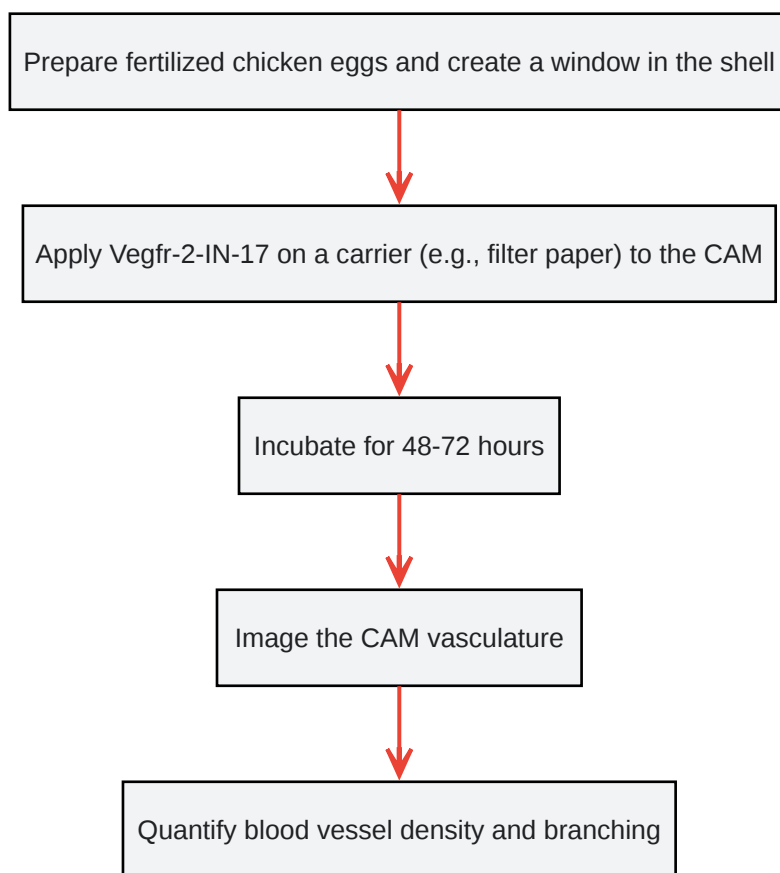 Prepare fertilized chicken eggs and create a window in the shell
Apply Vegfr-2-IN-17 on a carrier (e.g., filter paper) to the CAM
Incubate for 48-72 hours
Image the CAM vasculature
Quantify blood vessel density and branching